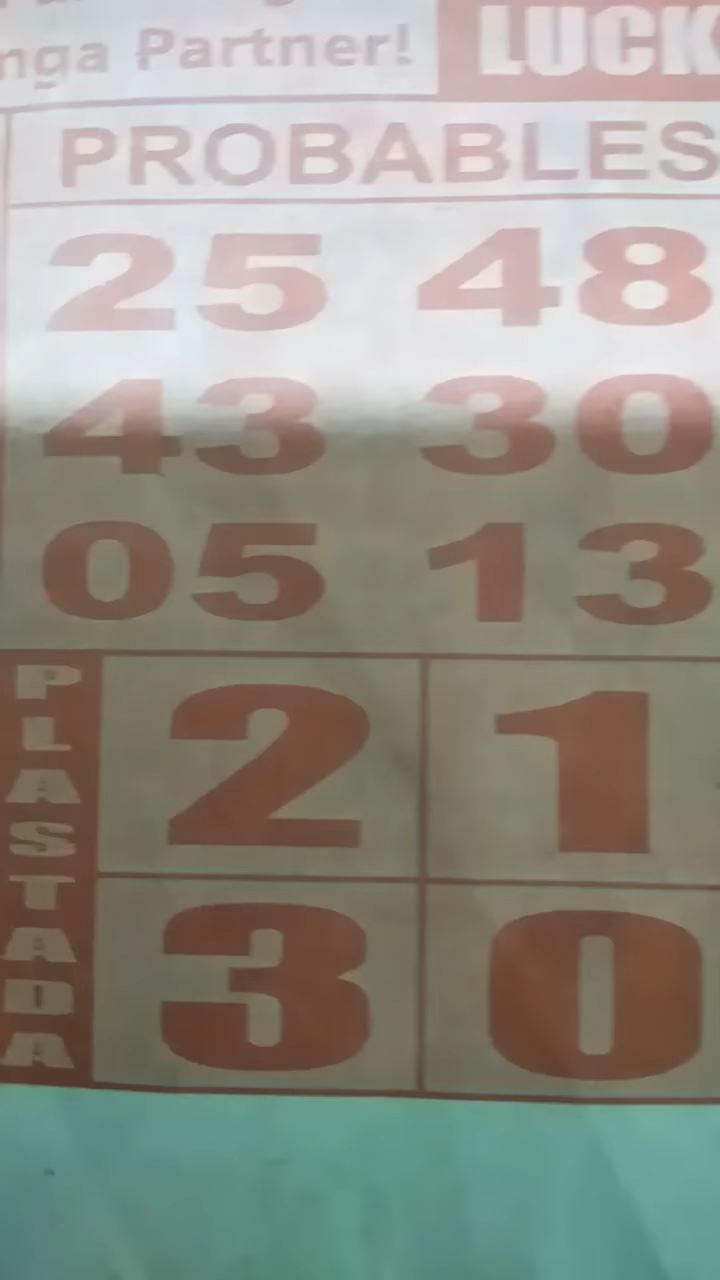 nga Partner!
LUCK
PROBABLES
25 48
43 30
05 13
PLASTADA
2 1
3 0